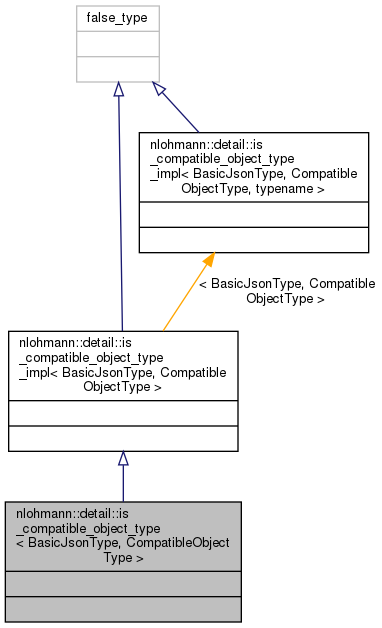 false_type
nlohmann::detail::is
_compatible_object_type
_impl< BasicJsonType, Compatible
ObjectType, typename >
< BasicJsonType, Compatible
ObjectType >
nlohmann::detail::is
_compatible_object_type
_impl< BasicJsonType, Compatible
ObjectType >
nlohmann::detail::is
_compatible_object_type
< BasicJsonType, CompatibleObject
Type >